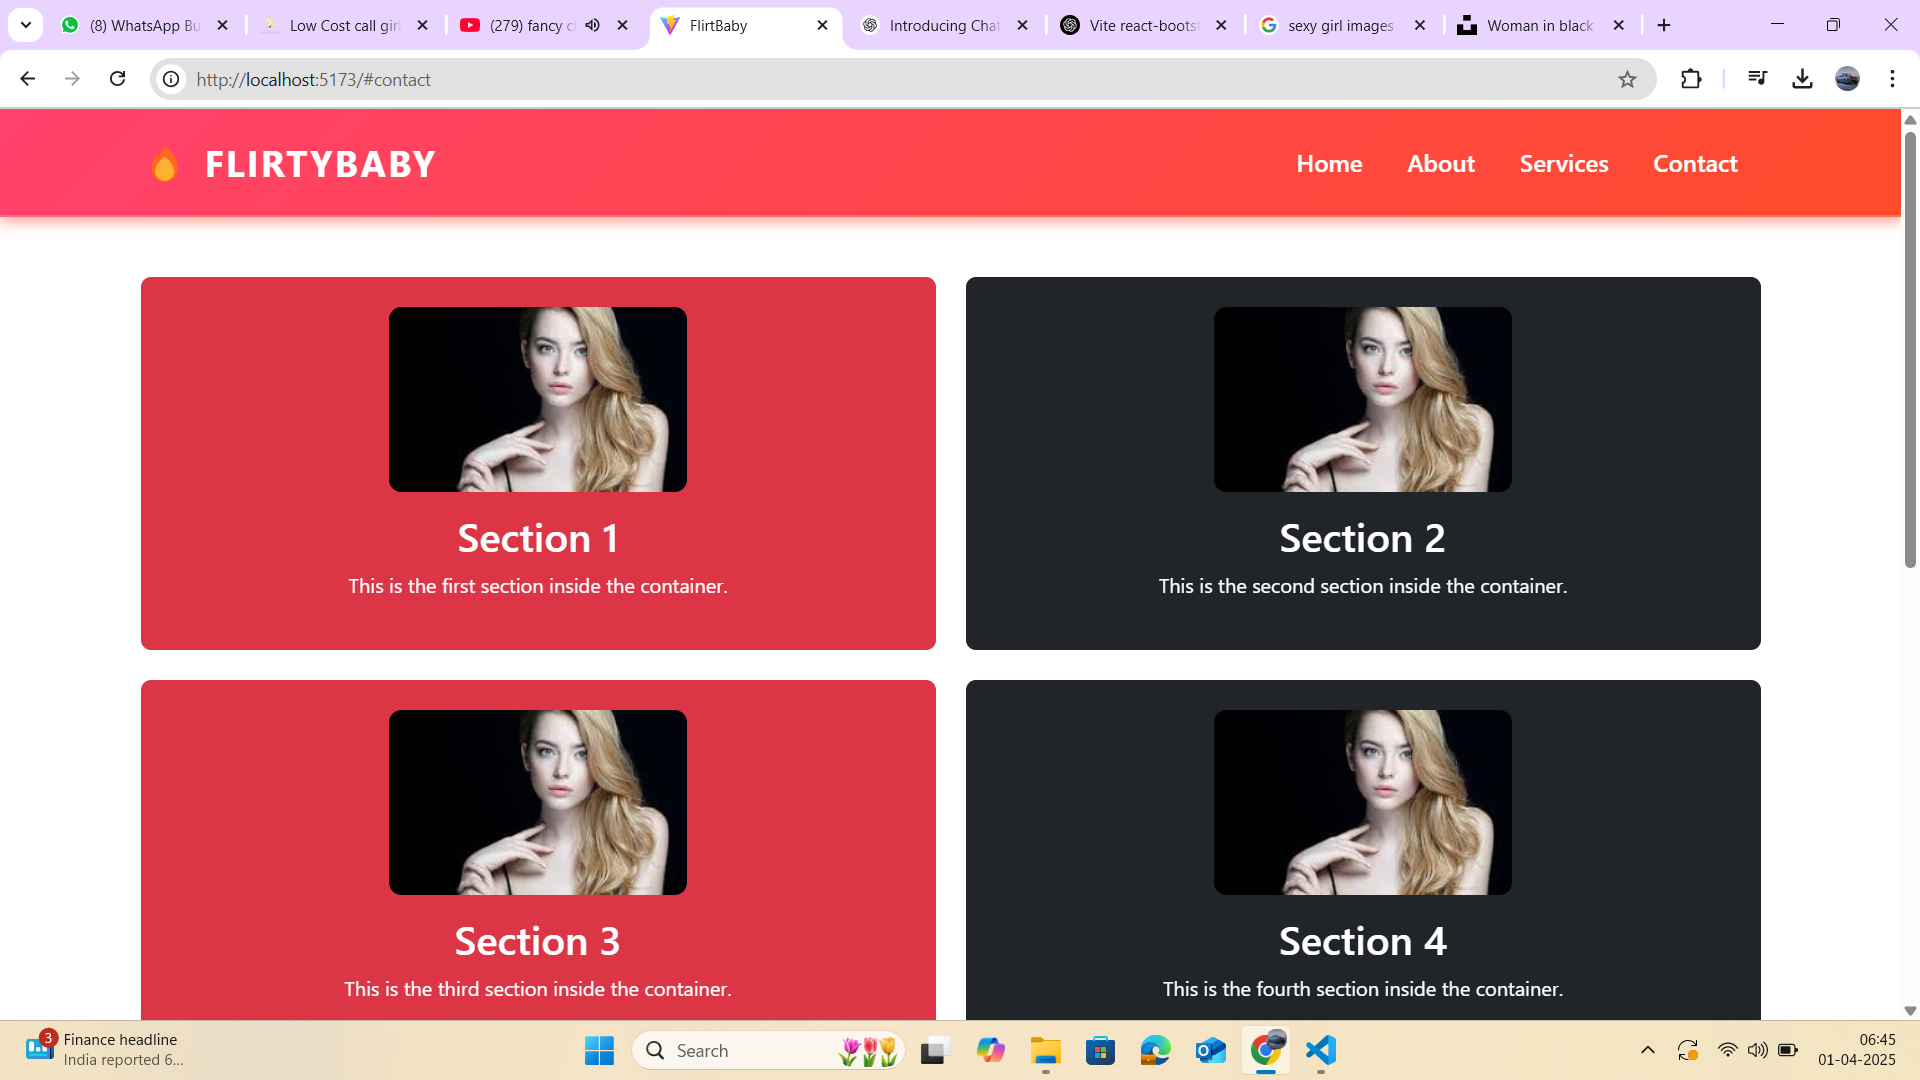 (8) WhatsApp Bu
Low Cost call girl
(279) fancy c
FlirtBaby
Introducing Chat
Vite react-boots
sexy girl images
Woman in black
http://localhost:5173/#contact
FLIRTYBABY
Home
About
Services
Contact
Section 1
This is the first section inside the container.
Section 2
This is the second section inside the container.
Section 3
This is the third section inside the container.
Section 4
This is the fourth section inside the container.
3
Finance headline
India reported 6...
Search
06:45
01-04-2025